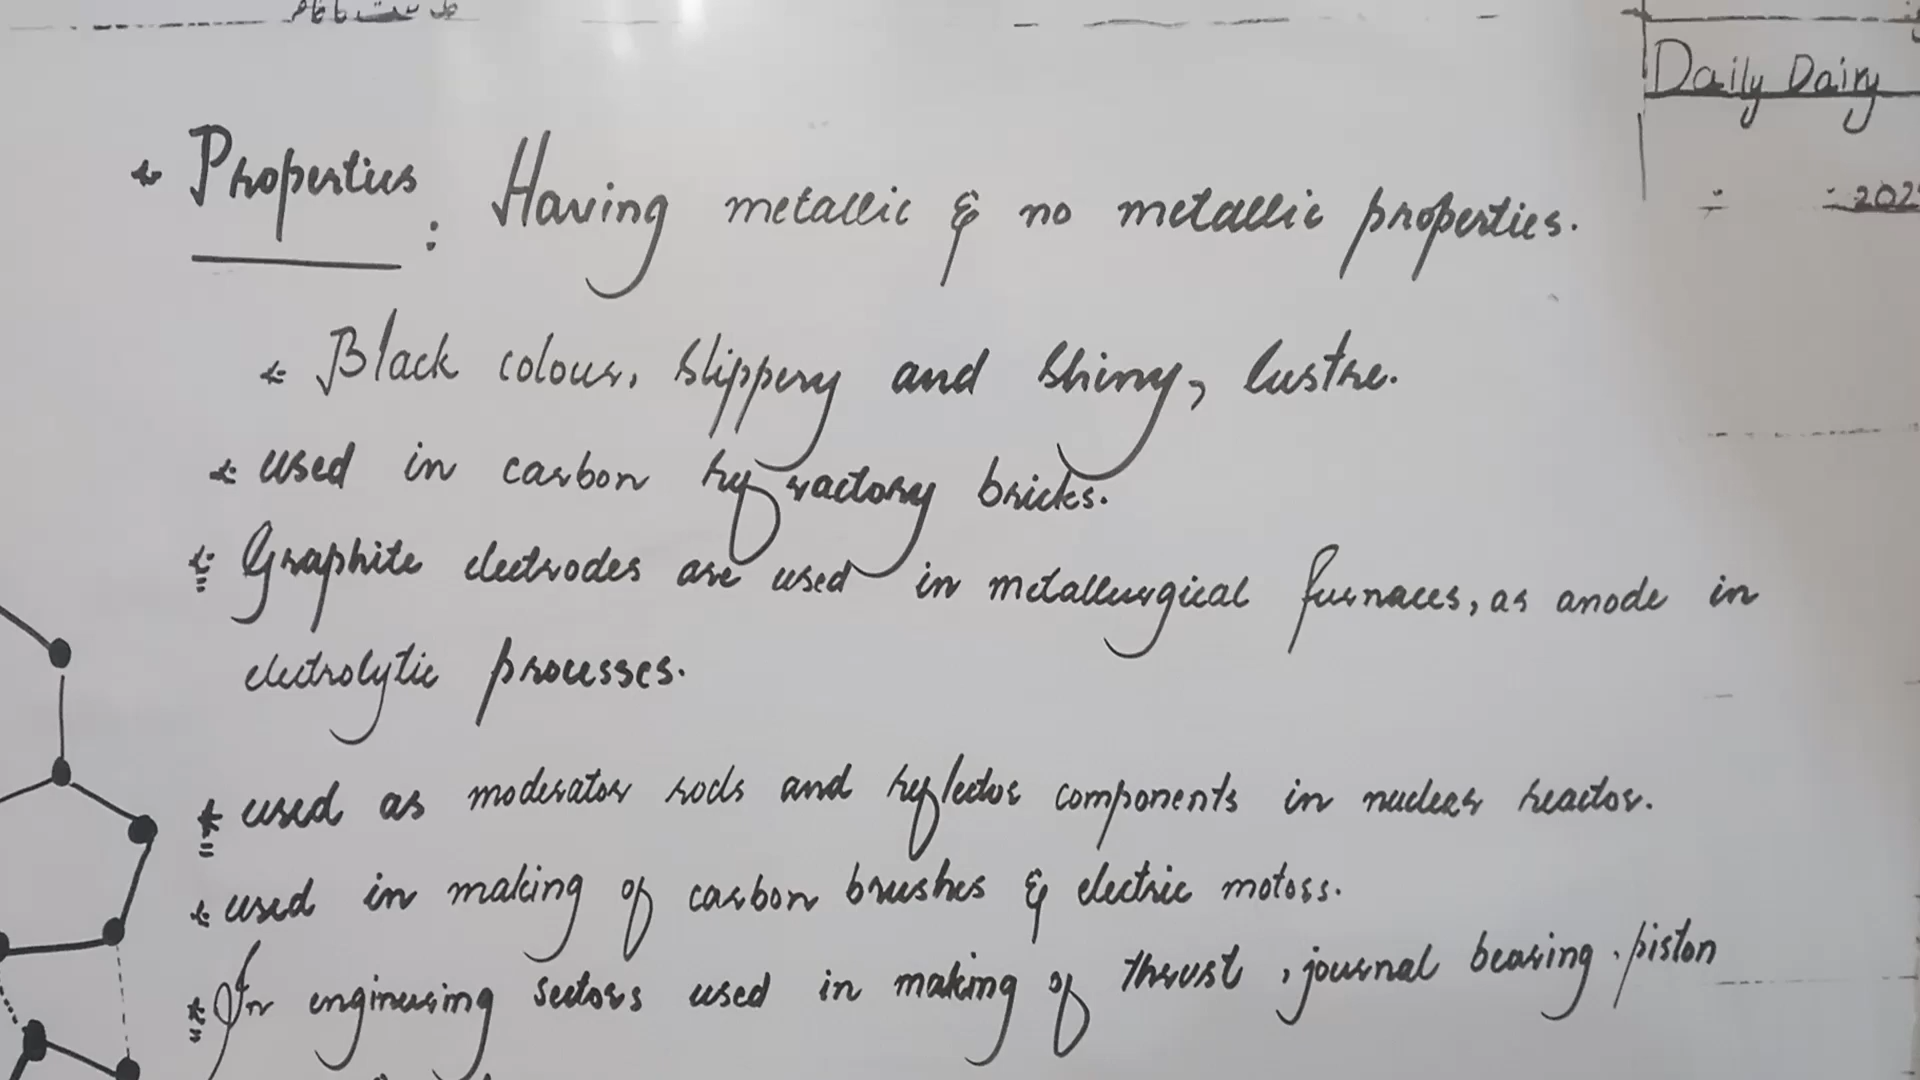 Daily Dairy
* Properties : Having metallic & no metallic properties.
* Black colour, slippery and shiny, lustre.
* used in carbon refractory bricks.
* Graphite electrodes are used in metallurgical furnaces, as anode in
electrolytic processes.
* used as moderator rods and reflector components in nuclear reactor.
* used in making of carbon brushes & electric motors.
* In engineering sectors used in making of thrust, journal bearing, piston